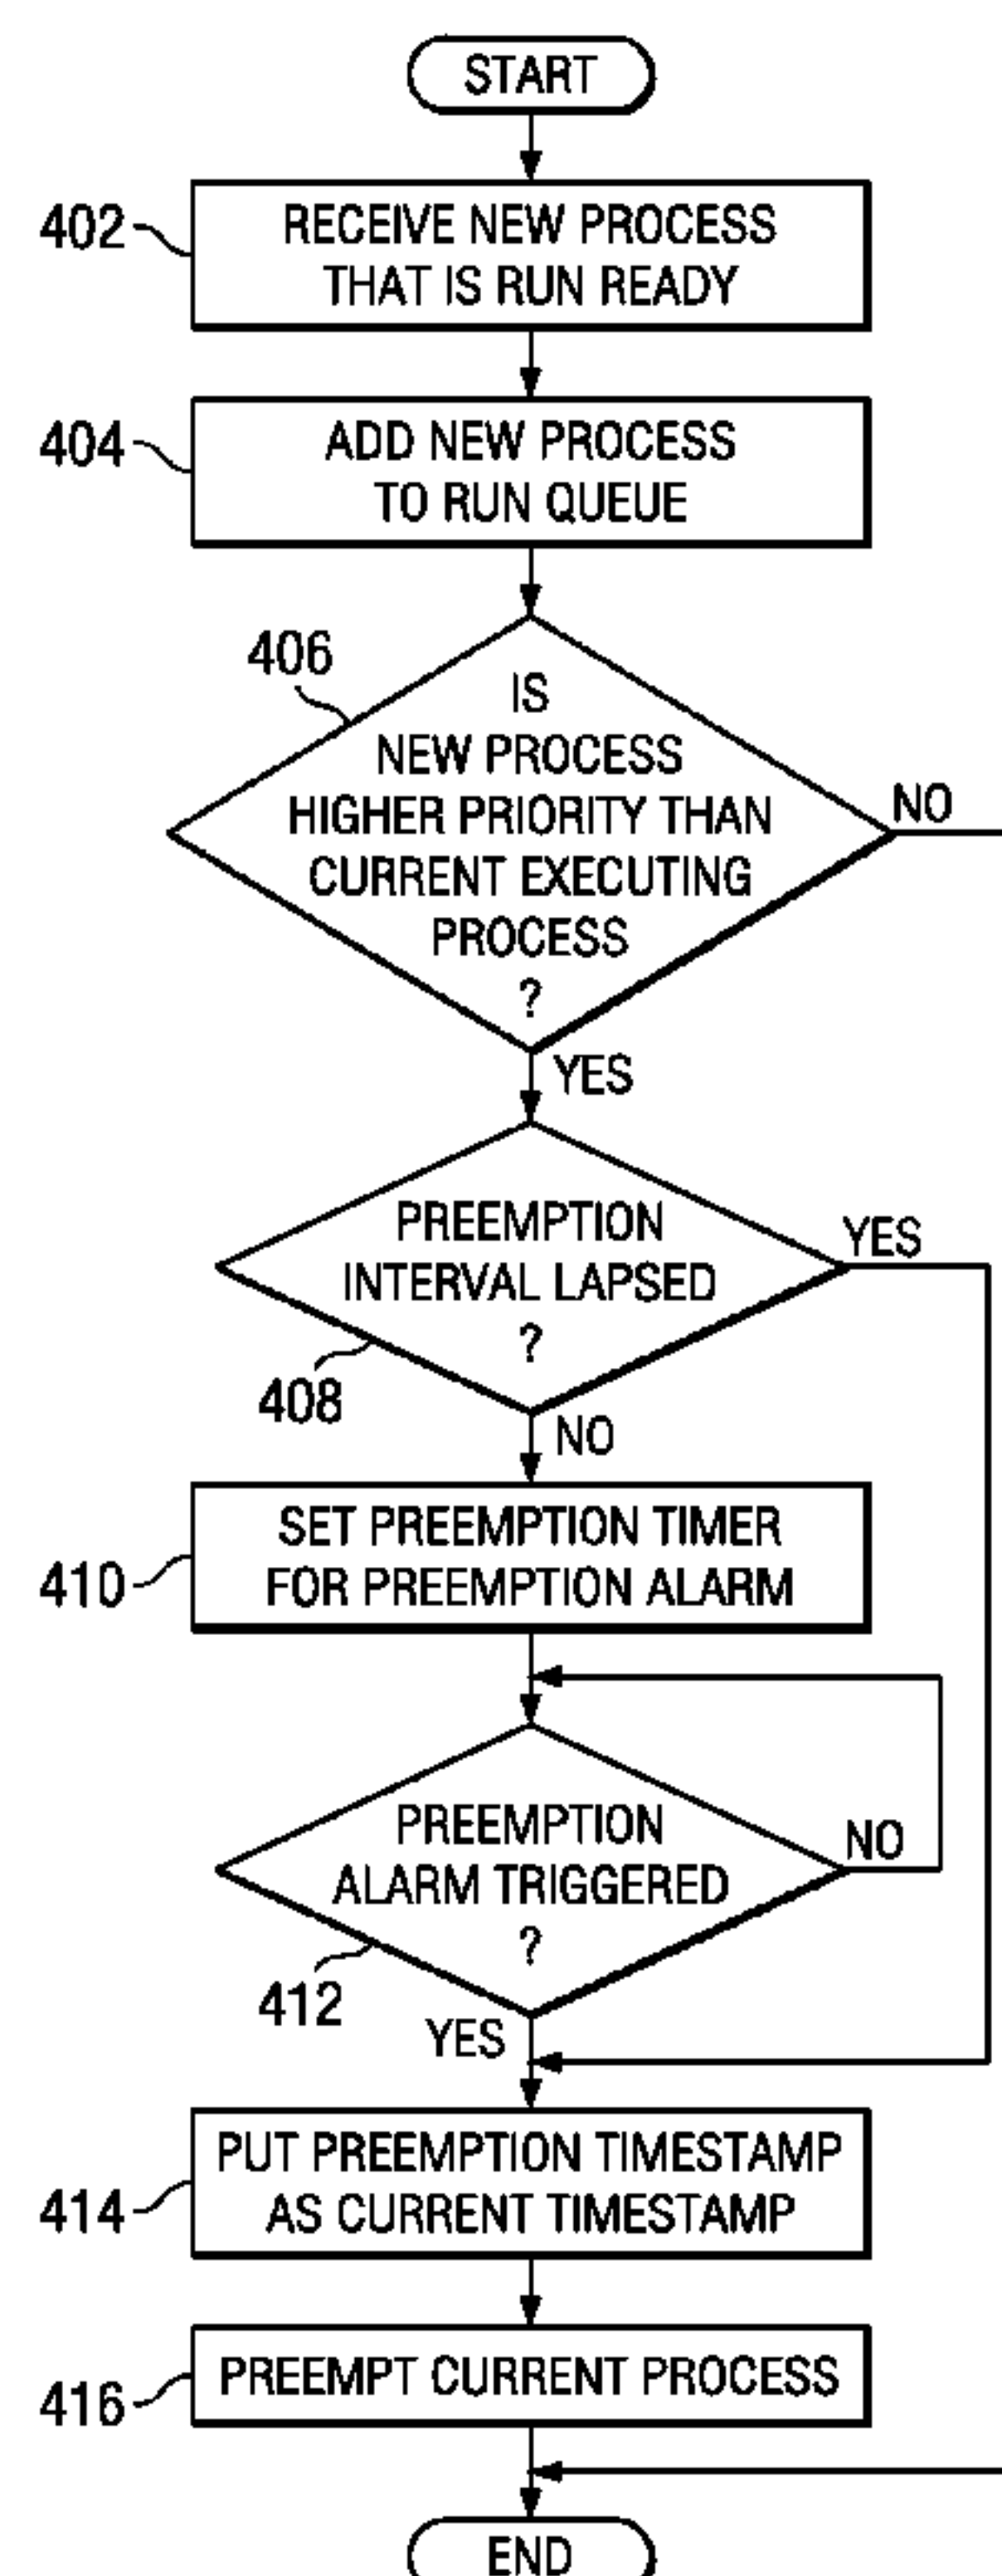 START
402
RECEIVE NEW PROCESS
THAT IS RUN READY
404
ADD NEW PROCESS
TO RUN QUEUE
406
IS
NEW PROCESS
HIGHER PRIORITY THAN
CURRENT EXECUTING
PROCESS
?
NO
YES
PREEMPTION
INTERVAL LAPSED
?
YES
408
NO
410
SET PREEMPTION TIMER
FOR PREEMPTION ALARM
PREEMPTION
ALARM TRIGGERED
?
NO
412
YES
414
PUT PREEMPTION TIMESTAMP
AS CURRENT TIMESTAMP
416
PREEMPT CURRENT PROCESS
END